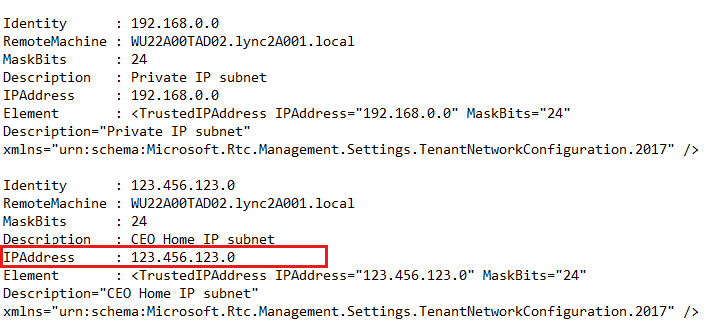 Identity      : 192.168.0.0
RemoteMachine : WU22A00TAD02.lync2A001.local
MaskBits      : 24
Description   : Private IP subnet
IPAddress     : 192.168.0.0
Element       : <TrustedIPAddress IPAddress="192.168.0.0" MaskBits="24"
Description="Private IP subnet"
xmlns="urn:schema:Microsoft.Rtc.Management.Settings.TenantNetworkConfiguration.2017" />
Identity      : 123.456.123.0
RemoteMachine : WU22A00TAD02.lync2A001.local
MaskBits      : 24
Description   : CEO Home IP subnet
IPAddress     : 123.456.123.0
Element       : <TrustedIPAddress IPAddress="123.456.123.0" MaskBits="24"
Description="CEO Home IP subnet"
xmlns="urn:schema:Microsoft.Rtc.Management.Settings.TenantNetworkConfiguration.2017" />